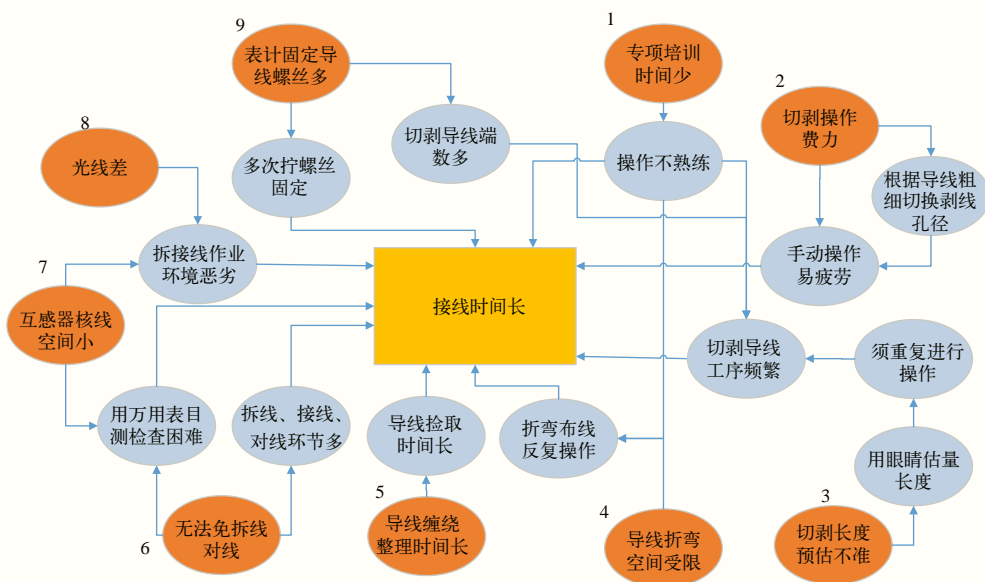 1
专项培训
时间少
9
表计固定导
线螺丝多
2
切剥操作
费力
8
光线差
多次拧螺丝
固定
切剥导线端
数多
操作不熟练
根据导线粗
细切换剥线
孔径
7
互感器核线
空间小
拆接线作业
环境恶劣
接线时间长
手动操作
易疲劳
切剥导线
工序频繁
须重复进行
操作
用万用表目
测检查困难
拆线、接线、
对线环节多
导线捡取
时间长
折弯布线
反复操作
用眼睛估量
长度
6
无法免拆线
对线
5
导线缠绕
整理时间长
4
导线折弯
空间受限
3
切剥长度
预估不准